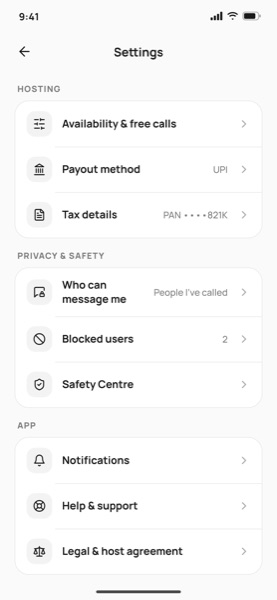 9:41
Settings
HOSTING
Availability & free calls
Payout method UPI
Tax details PAN ••••821K
PRIVACY & SAFETY
Who can
message me People I've called
Blocked users 2
Safety Centre
APP
Notifications
Help & support
Legal & host agreement